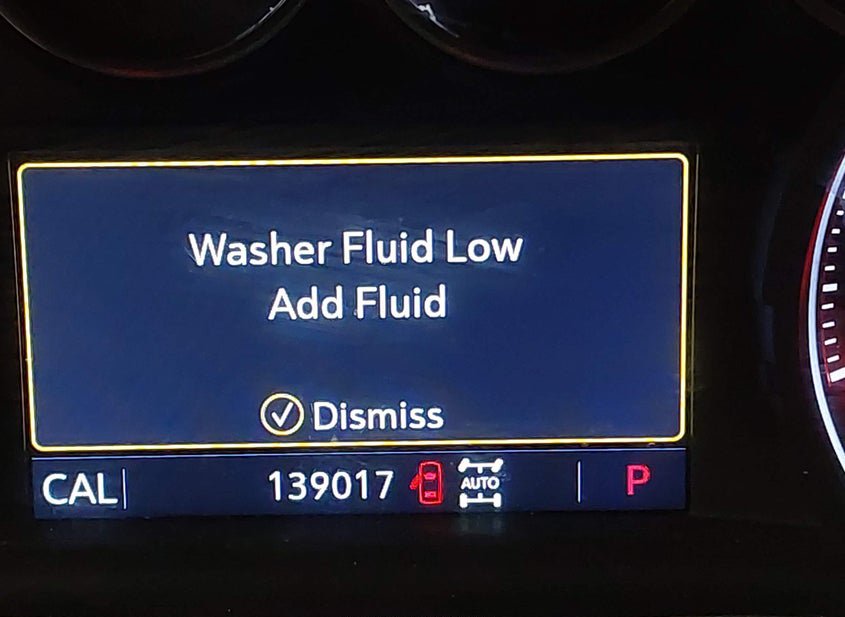 Washer Fluid Low
Add Fluid
Dismiss
CAL 139017 AUTO P